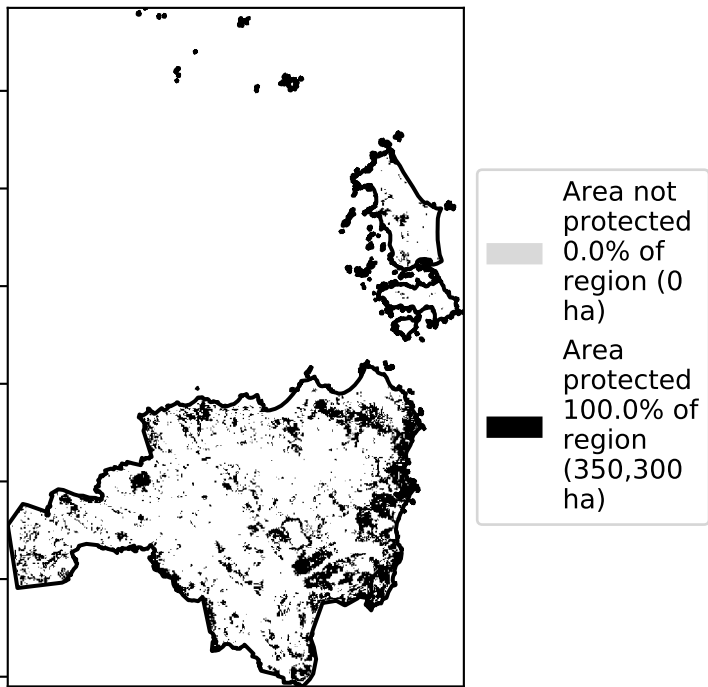 Area not
protected
0.0% of
region (0
ha)
Area
protected
100.0% of
region
(350,300
ha)